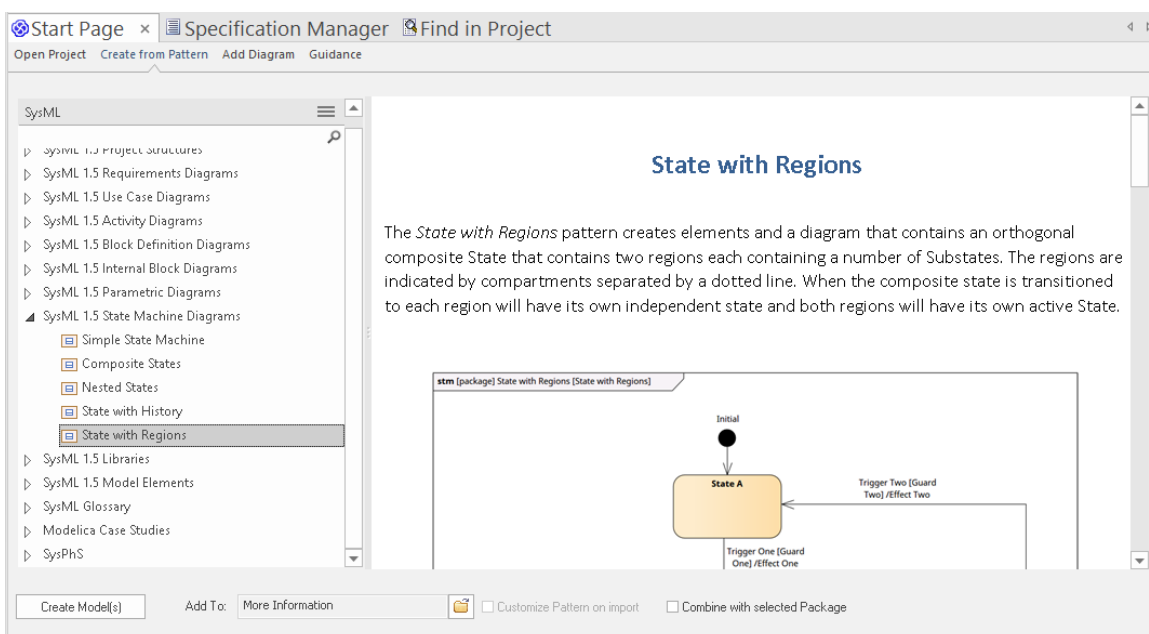 Start Page × Specification Manager Find in Project
Open Project Create from Pattern Add Diagram Guidance
SysML
SysML 1.5 Project Structures
SysML 1.5 Requirements Diagrams
SysML 1.5 Use Case Diagrams
SysML 1.5 Activity Diagrams
SysML 1.5 Block Definition Diagrams
SysML 1.5 Internal Block Diagrams
SysML 1.5 Parametric Diagrams
SysML 1.5 State Machine Diagrams
Simple State Machine
Composite States
Nested States
State with History
State with Regions
SysML 1.5 Libraries
SysML 1.5 Model Elements
SysML Glossary
Modelica Case Studies
SysPhS
State with Regions
The State with Regions pattern creates elements and a diagram that contains an orthogonal
composite State that contains two regions each containing a number of Substates. The regions are
indicated by compartments separated by a dotted line. When the composite state is transitioned
to each region will have its own independent state and both regions will have its own active State.
stm [package] State with Regions [State with Regions]
Initial
State A
Trigger Two [Guard
Two] /Effect Two
Trigger One [Guard
One] /Effect One
Create Model(s) Add To: More Information Customize Pattern on import Combine with selected Package